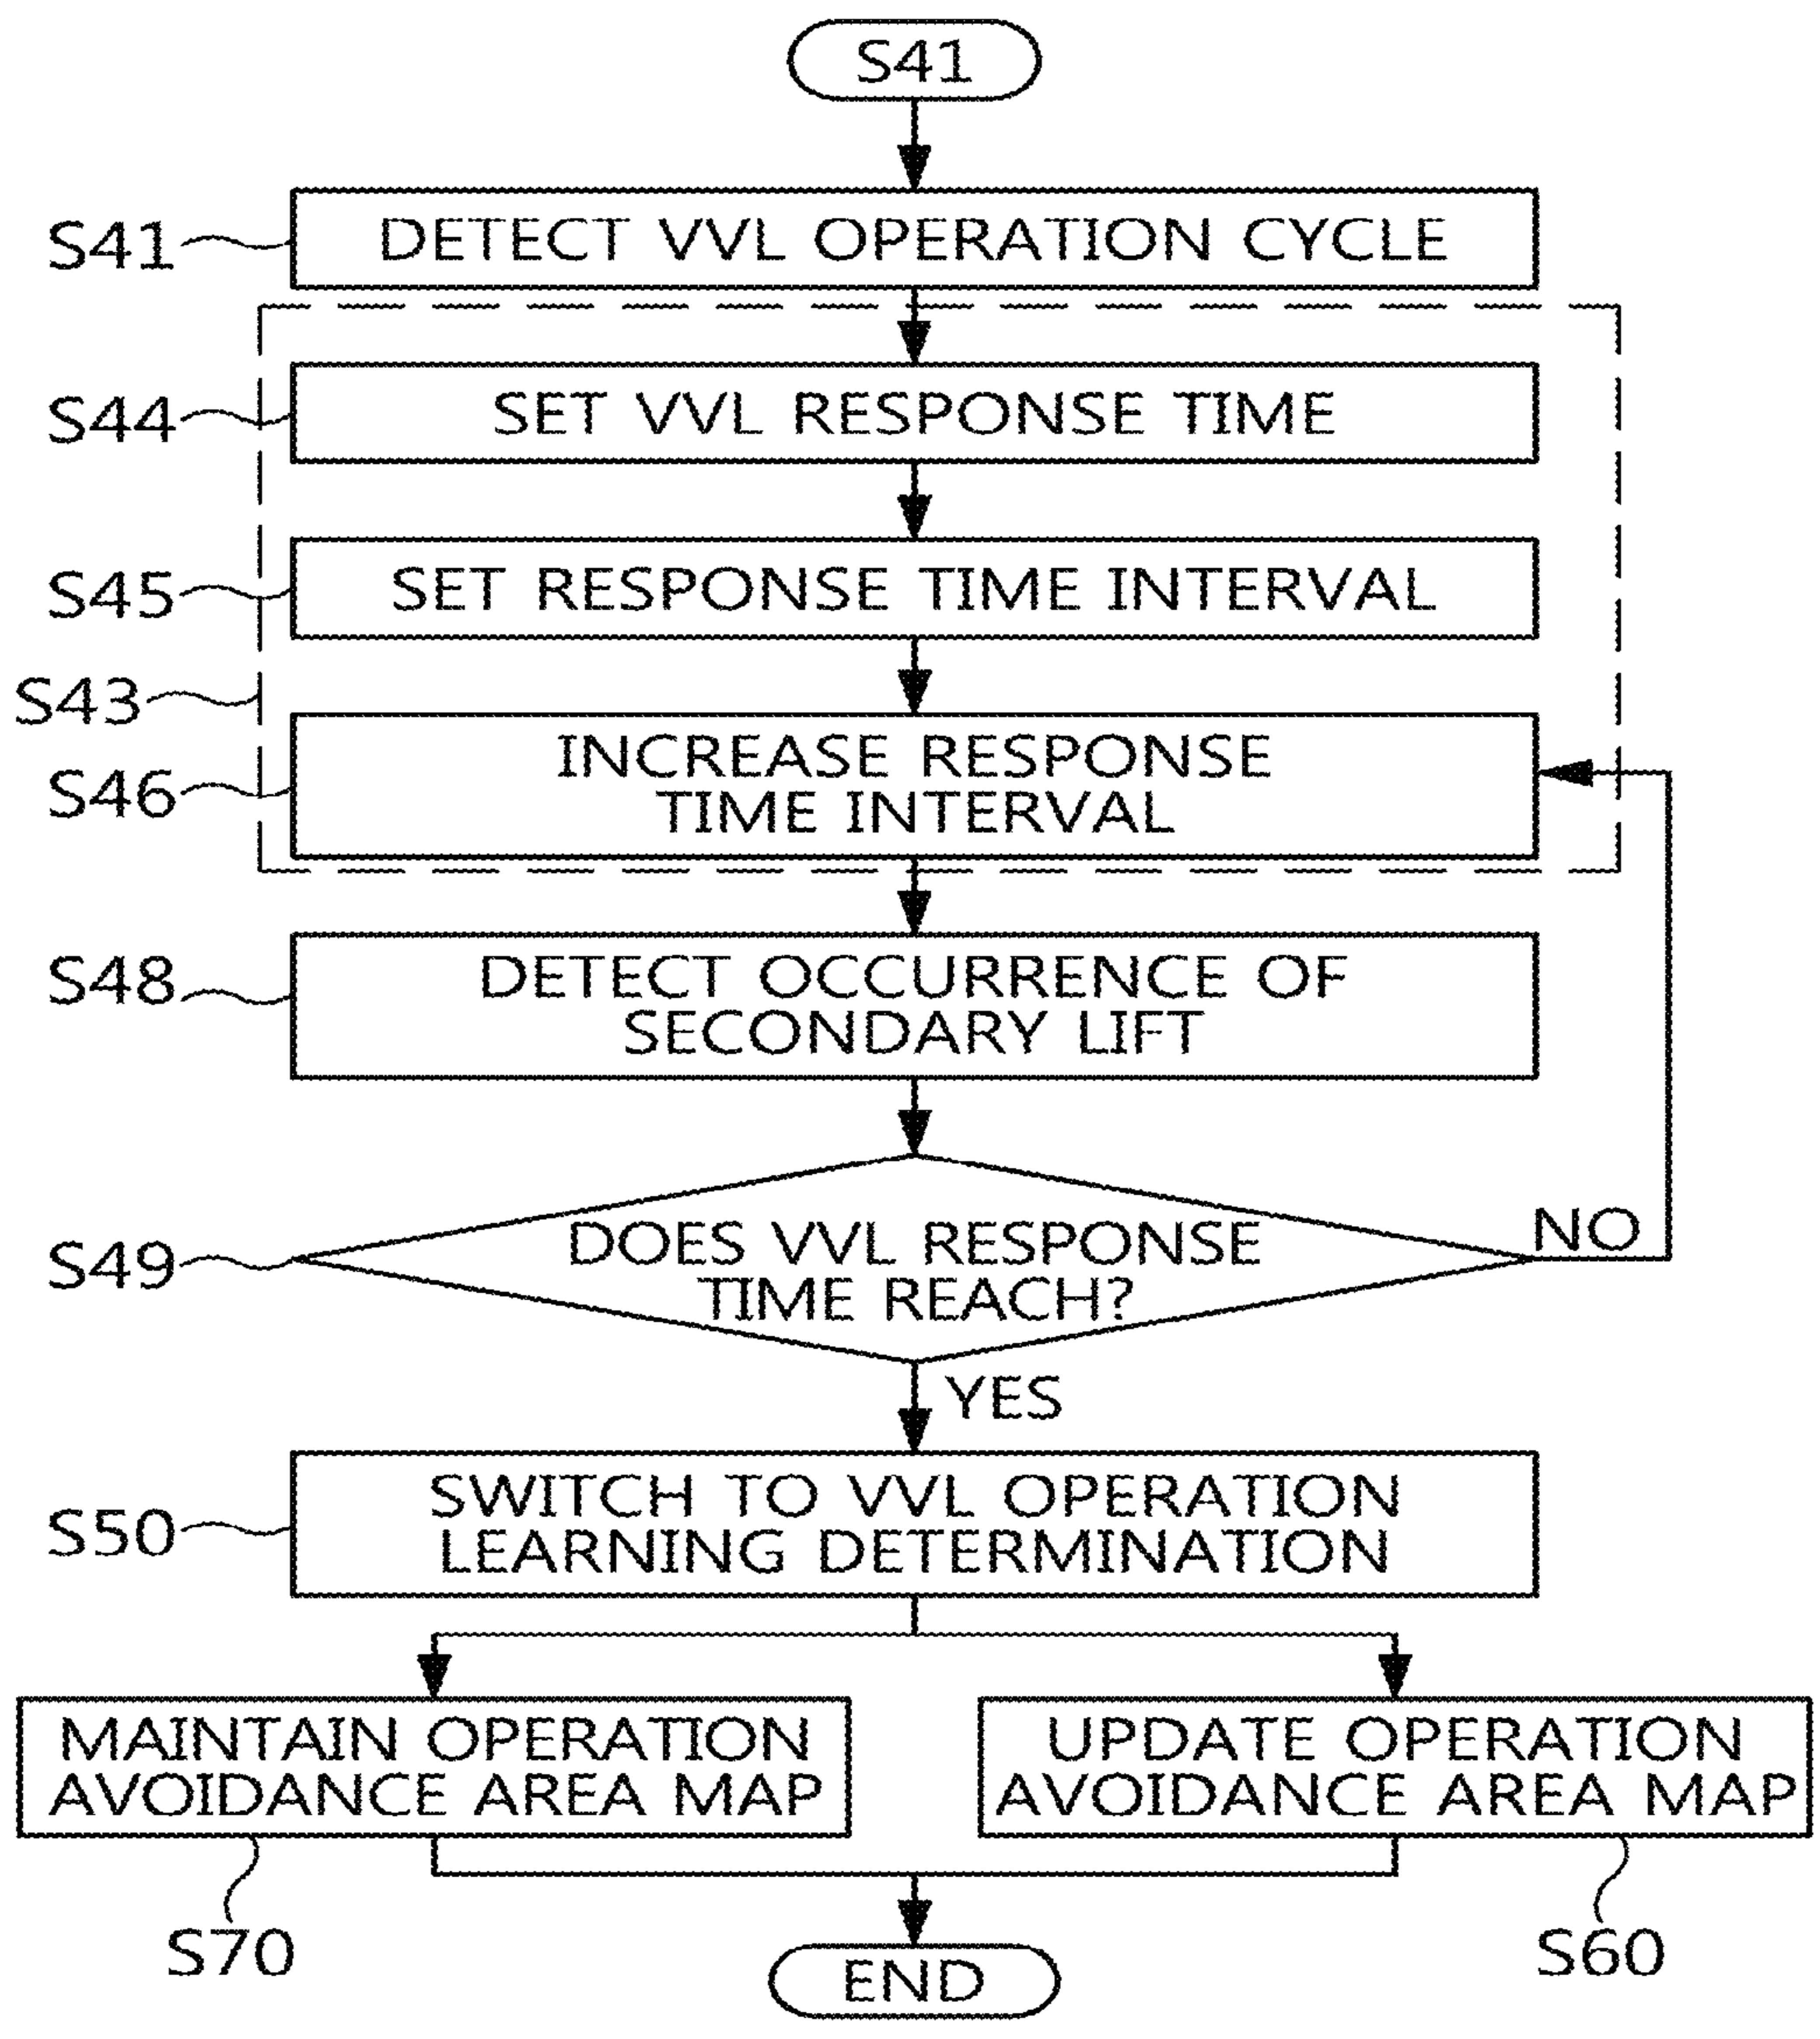 S41
S41
DETECT VVL OPERATION CYCLE
S44
SET VVL RESPONSE TIME
S45
SET RESPONSE TIME INTERVAL
S43
S46
INCREASE RESPONSE
TIME INTERVAL
S48
DETECT OCCURRENCE OF
SECONDARY LIFT
S49
DOES VVL RESPONSE
TIME REACH?
NO
YES
S50
SWITCH TO VVL OPERATION
LEARNING DETERMINATION
MAINTAIN OPERATION
AVOIDANCE AREA MAP
UPDATE OPERATION
AVOIDANCE AREA MAP
S70
S60
END